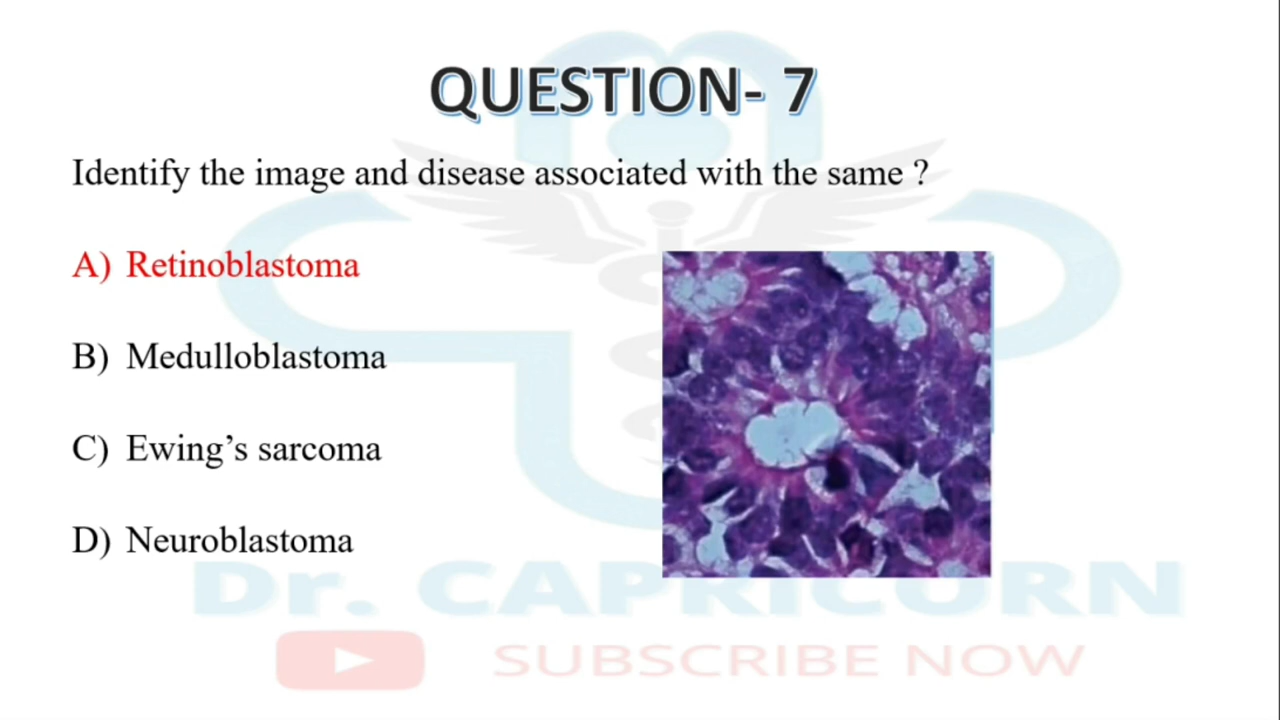 QUESTION- 7
Identify the image and disease associated with the same ?
A) Retinoblastoma
B) Medulloblastoma
C) Ewing’s sarcoma
D) Neuroblastoma
Dr. CAPRICORN
SUBSCRIBE NOW